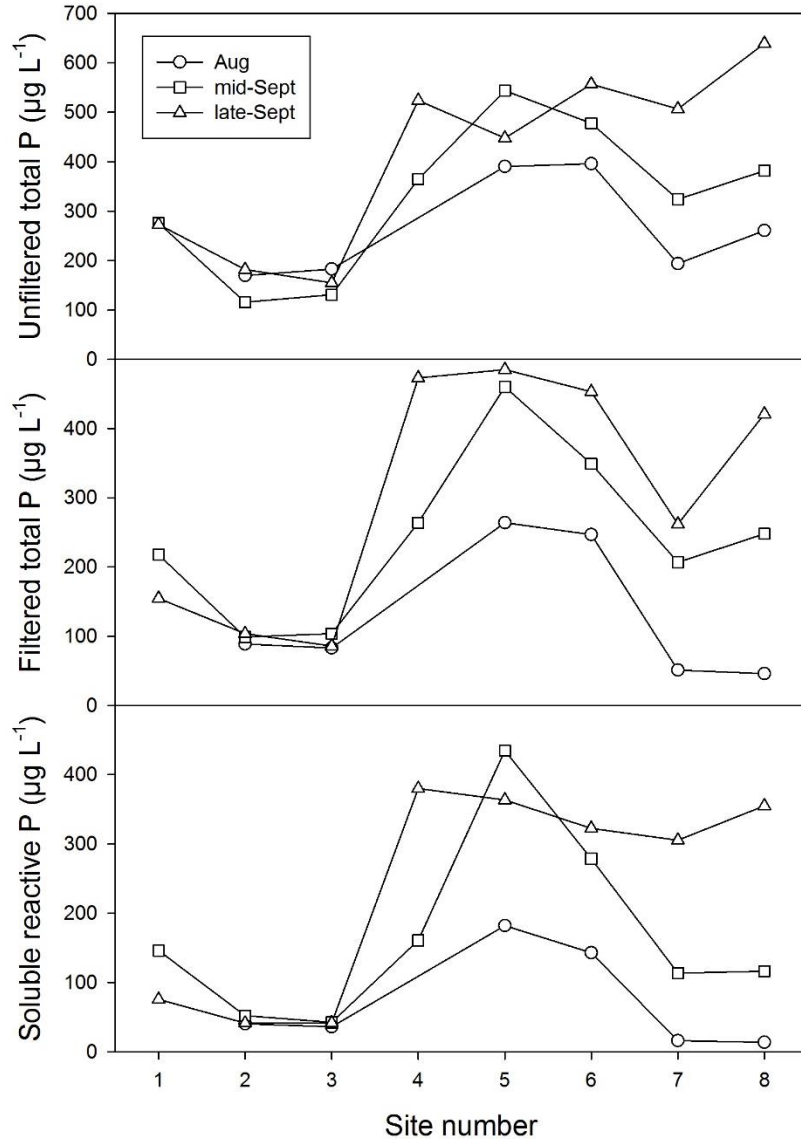 700
600
500
400
300
200
100
0
Unfiltered total P (µg L⁻¹)
Aug
mid-Sept
late-Sept
400
300
200
100
0
Filtered total P (µg L⁻¹)
400
300
200
100
0
Soluble reactive P (µg L⁻¹)
1 2 3 4 5 6 7 8
Site number